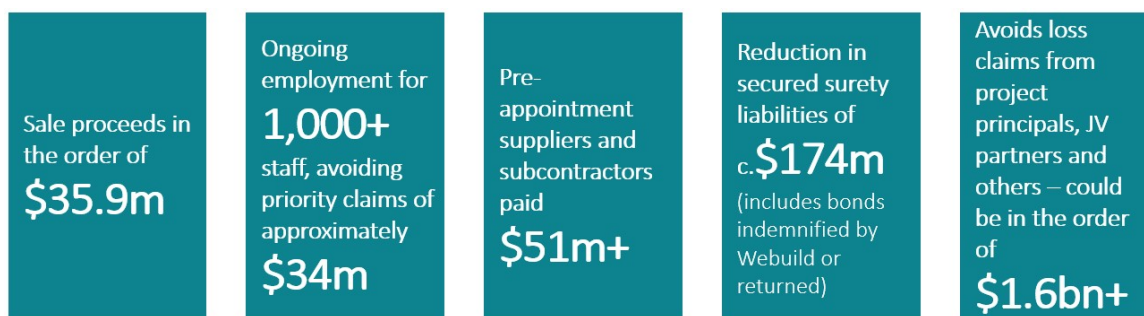 Sale proceeds in
the order of
$35.9m
Ongoing
employment for
1,000+
staff, avoiding
priority claims of
approximately
$34m
Pre-
appointment
suppliers and
subcontractors
paid
$51m+
Reduction in
secured surety
liabilities of
c.$174m
(includes bonds
indemnified by
Webuild or
returned)
Avoids loss
claims from
project
principals, JV
partners and
others – could
be in the order
of
$1.6bn+